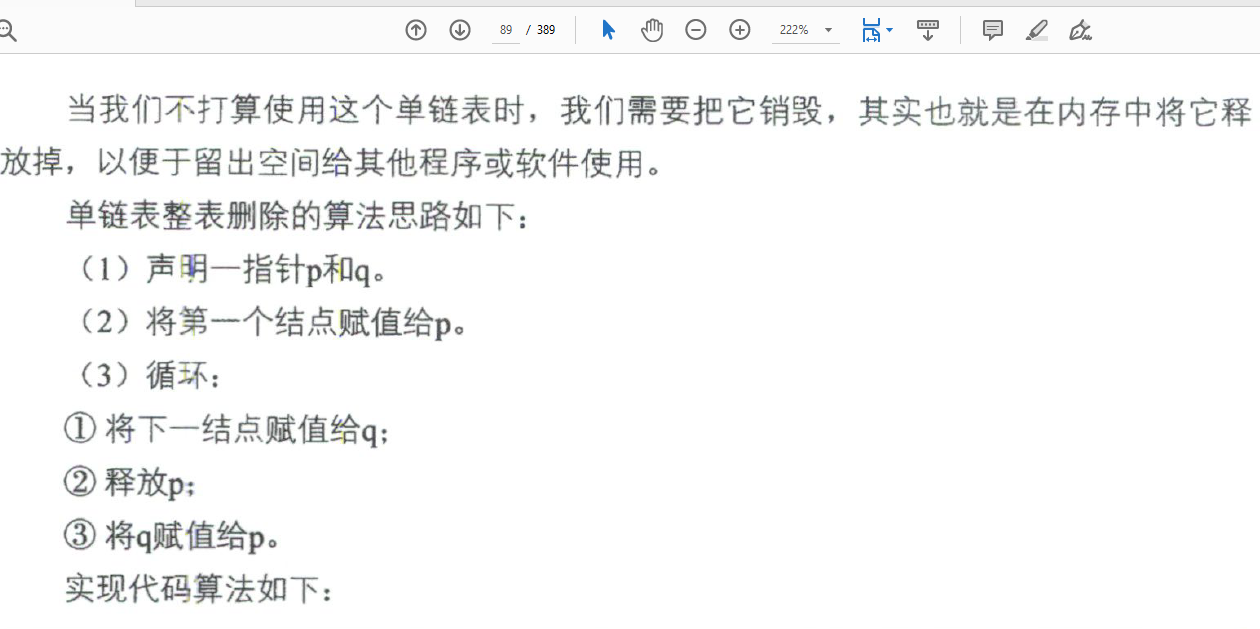 89 / 389 222%
当我们不打算使用这个单链表时，我们需要把它销毁，其实也就是在内存中将它释
放掉，以便于留出空间给其他程序或软件使用。
单链表整表删除的算法思路如下：
（1）声明一指针p和q。
（2）将第一个结点赋值给p。
（3）循环：
① 将下一结点赋值给q；
② 释放p；
③ 将q赋值给p。
实现代码算法如下：